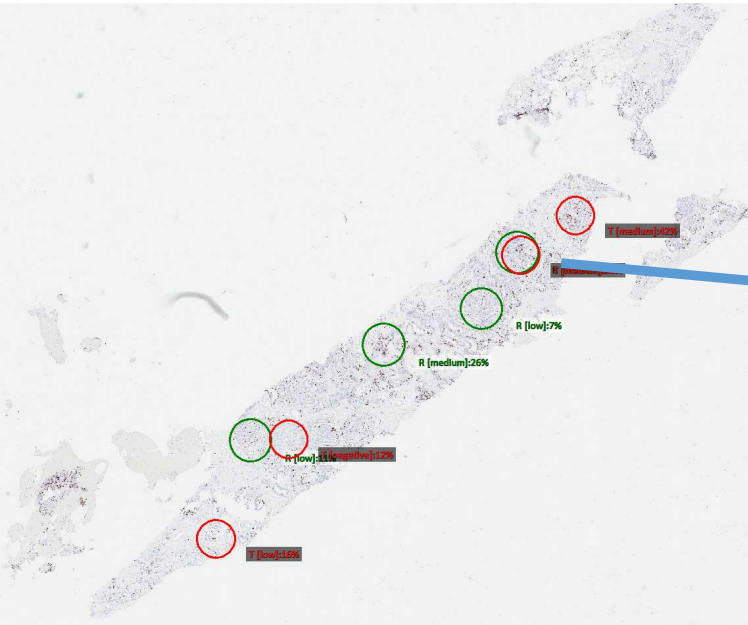 T [medium]:42%
R [low]:7%
R [medium]:26%
R [low]:11%
[negative]:12%
T [low]:16%